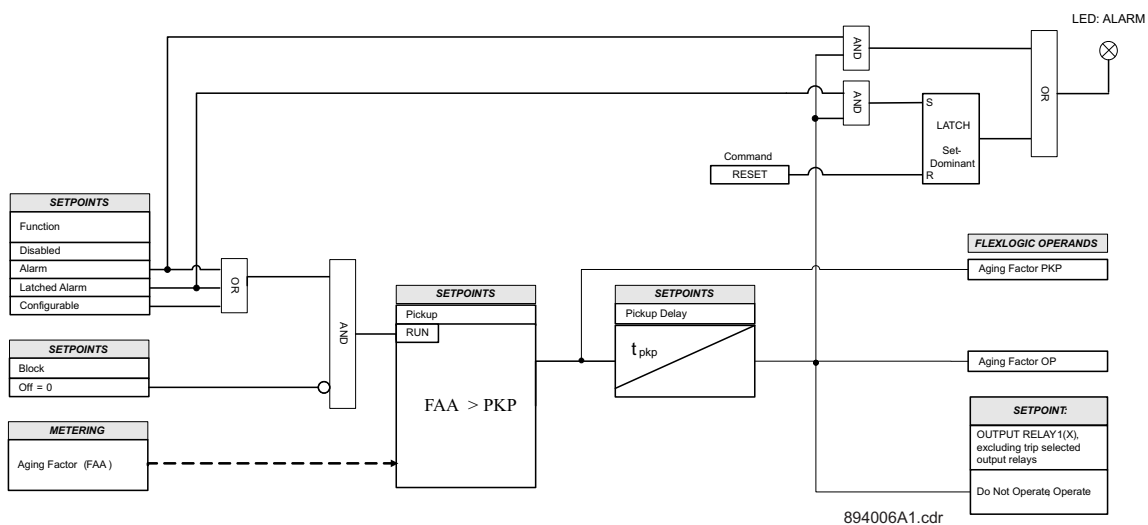 LED: ALARM
AND
AND
OR
S
LATCH
Set-
Dominant
R
Command
RESET
SETPOINTS
Function
Disabled
Alarm
Latched Alarm
Configurable
OR
AND
SETPOINTS
Block
Off = 0
METERING
Aging Factor (FAA )
SETPOINTS
Pickup
RUN
FAA > PKP
SETPOINTS
Pickup Delay
t pkp
FLEXLOGIC OPERANDS
Aging Factor PKP
Aging Factor OP
SETPOINT:
OUTPUT RELAY1(X),
excluding trip selected
output relays
Do Not Operate, Operate
894006A1.cdr